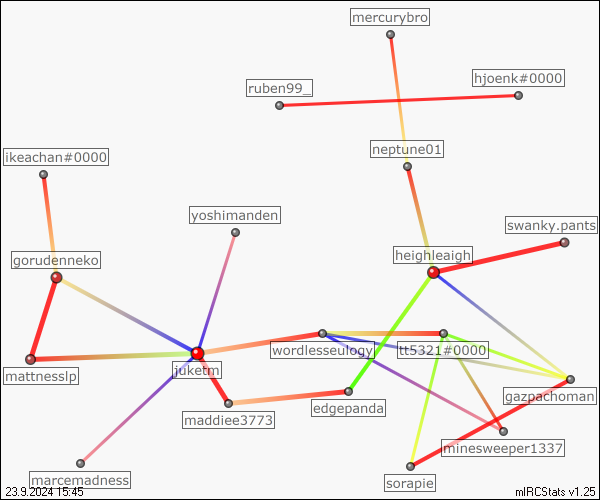 mercurybro
hjoenk#0000
ruben99_
neptune01
ikeachan#0000
yoshimanden
swanky.pants
heighleaigh
gorudenneko
wordlesseulogy
tt5321#0000
juketm
mattnesslp
gazpachoman
edgepanda
maddiee3773
minesweeper1337
marcemadness
sorapie
23.9.2024 15:45
mIRCStats v1.25